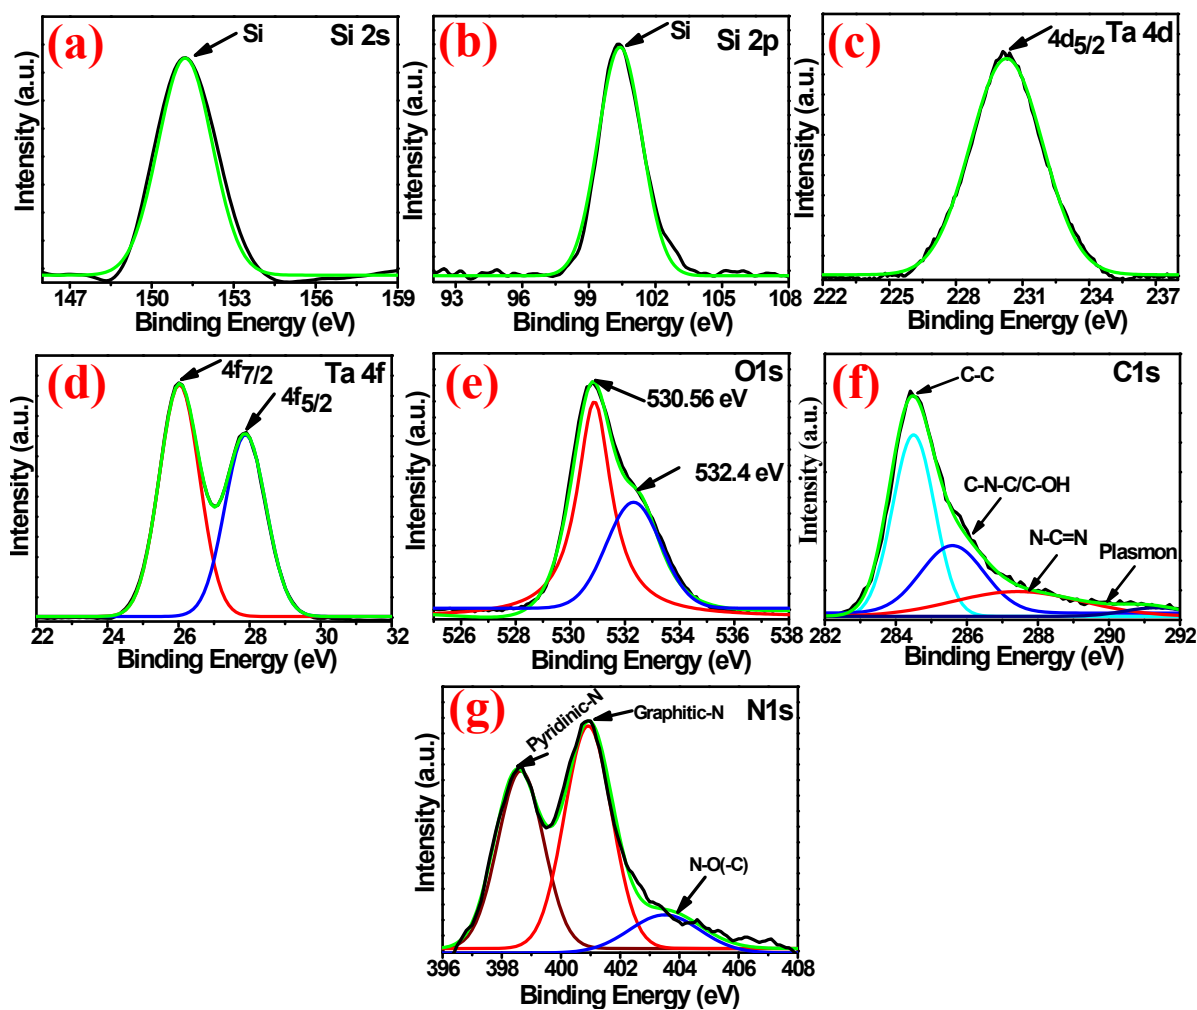 (a)
Si
Si 2s
Intensity (a.u.)
147 150 153 156 159
Binding Energy (eV)
(b)
Si
Si 2p
Intensity (a.u.)
93 96 99 102 105 108
Binding Energy (eV)
(c)
4d5/2
Ta 4d
Intensity (a.u.)
222 225 228 231 234 237
Binding Energy (eV)
(d)
4f7/2
4f5/2
Ta 4f
Intensity (a.u.)
22 24 26 28 30 32
Binding Energy (eV)
(e)
O1s
530.56 eV
532.4 eV
Intensity (a.u.)
526 528 530 532 534 536 538
Binding Energy (eV)
(f)
C1s
C-C
C-N-C/C-OH
N-C=N
Plasmon
Intensity (a.u.)
282 284 286 288 290 292
Binding Energy (eV)
(g)
Pyridinic-N
Graphitic-N
N1s
N-O(-C)
Intensity (a.u.)
396 398 400 402 404 406 408
Binding Energy (eV)